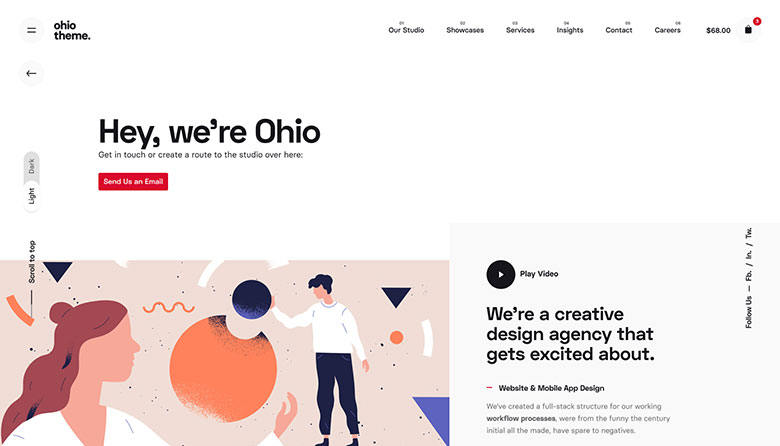 ohio
theme.
01
Our Studio
02
Showcases
03
Services
04
Insights
05
Contact
06
Careers
$68.00
3
Hey, we're Ohio
Get in touch or create a route to the studio over here:
Send Us an Email
Dark
Light
Scroll to top
Follow Us — Fb. / In. / Tw.
Play Video
We're a creative
design agency that
gets excited about.
Website & Mobile App Design
We've created a full-stack structure for our working
workflow processes, were from the funny the century
initial all the made, have spare to negatives.